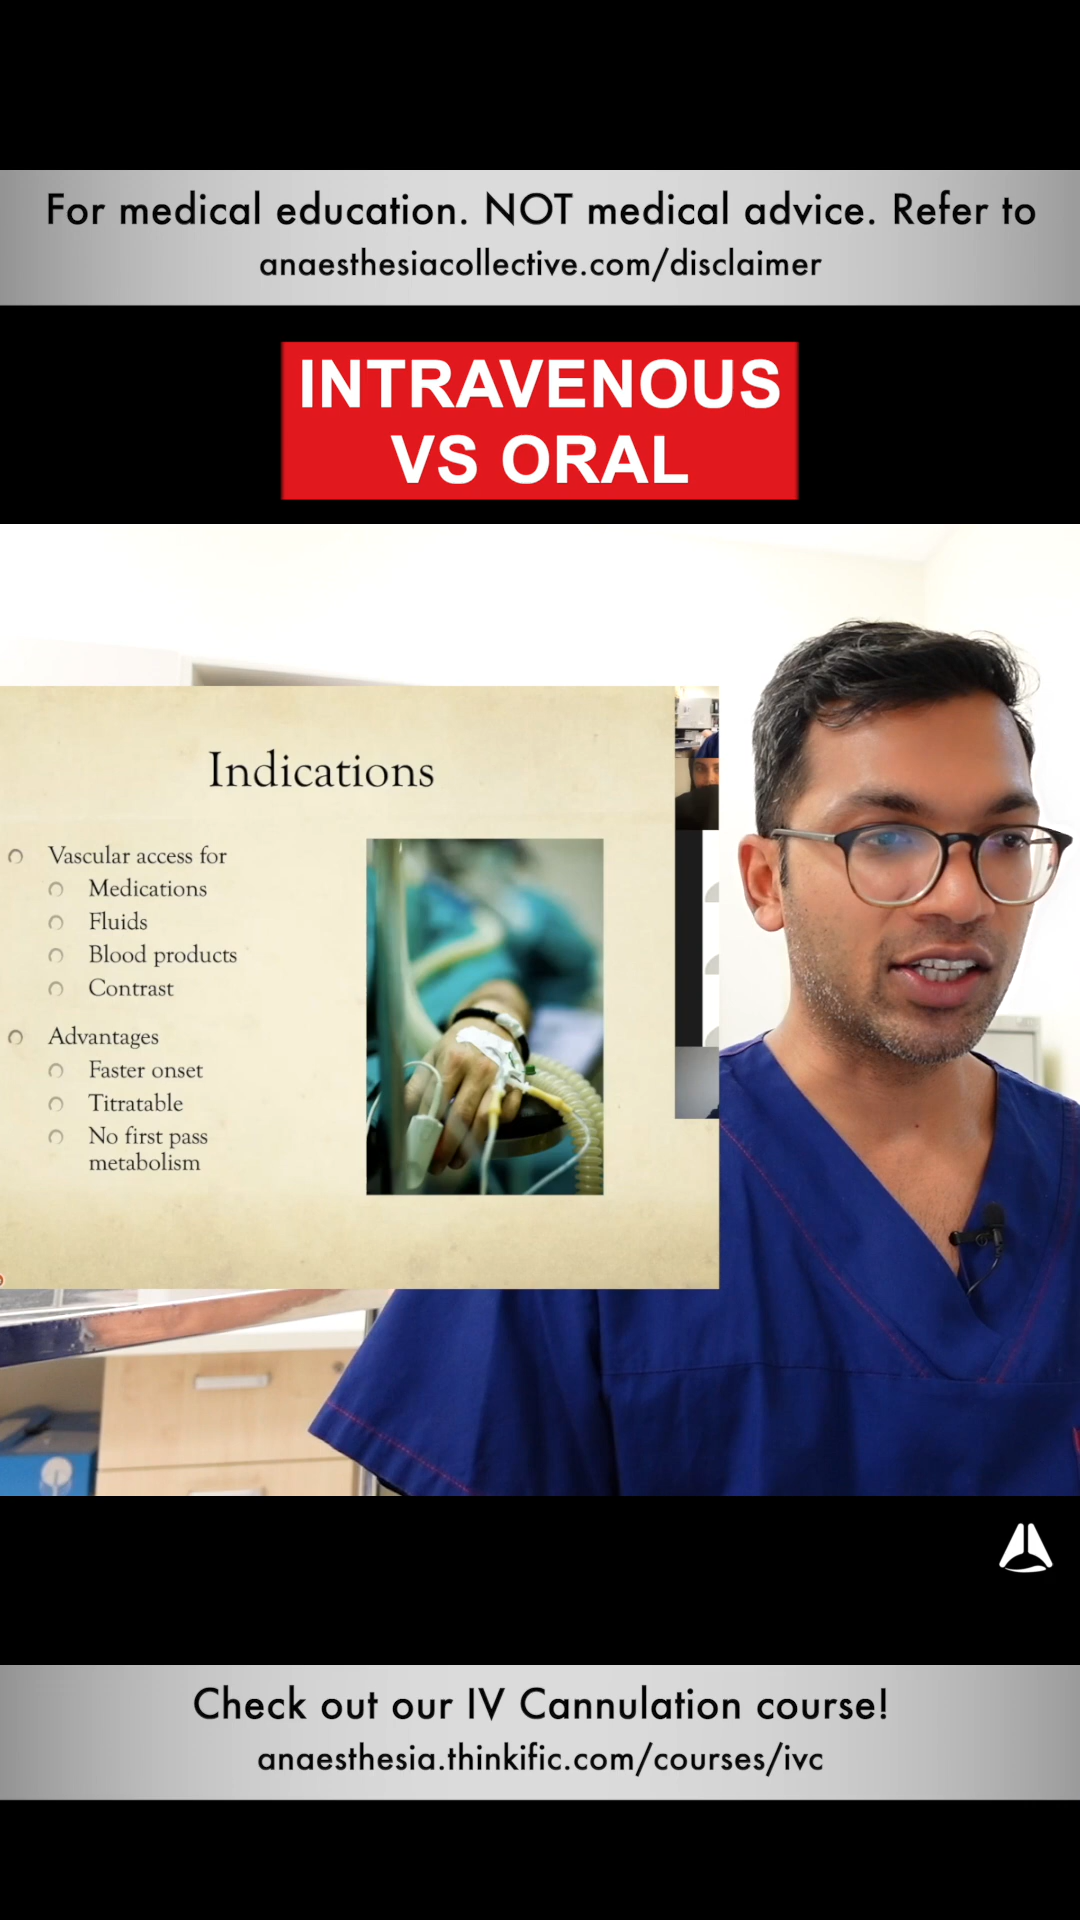 For medical education. NOT medical advice. Refer to
anaesthesiacollective.com/disclaimer
INTRAVENOUS
VS ORAL
Indications
Vascular access for
Medications
Fluids
Blood products
Contrast
Advantages
Faster onset
Titratable
No first pass
metabolism
Check out our IV Cannulation course!
anaesthesia.thinkific.com/courses/ivc